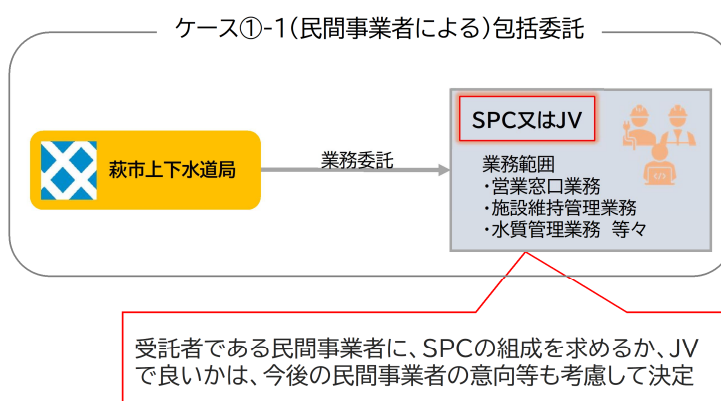 ケース①-1(民間事業者による)包括委託
萩市上下水道局
業務委託
SPC又はJV
業務範囲
・営業窓口業務
・施設維持管理業務
・水質管理業務 等々
受託者である民間事業者に、SPCの組成を求めるか、JV
で良いかは、今後の民間事業者の意向等も考慮して決定